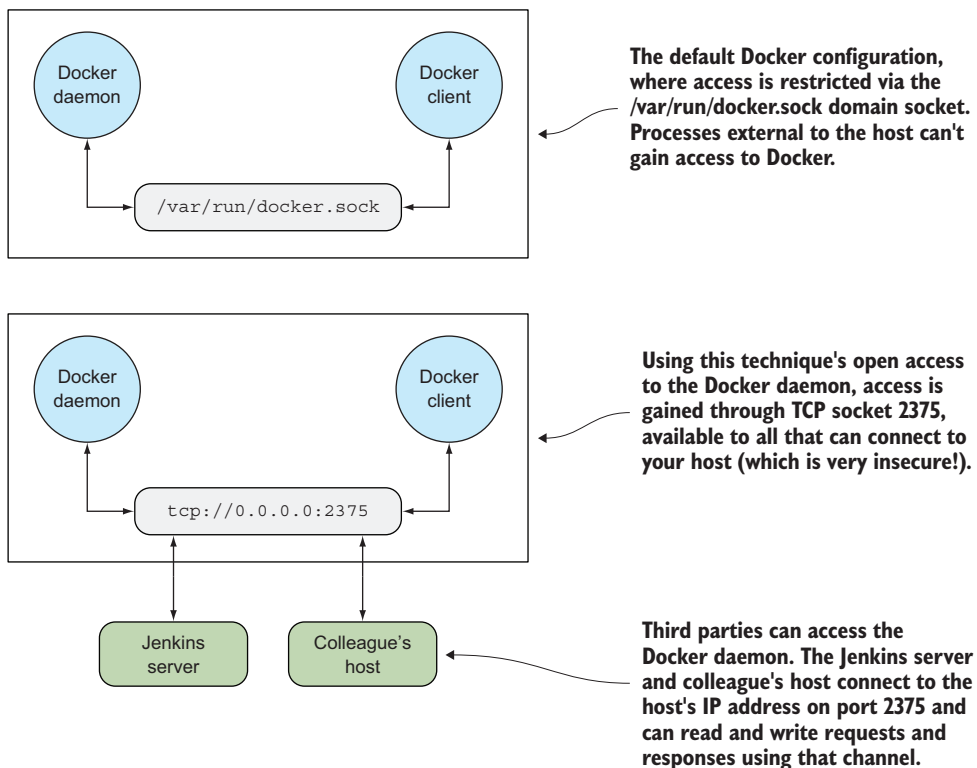 Docker
daemon
Docker
client
/var/run/docker.sock
The default Docker configuration,
where access is restricted via the
/var/run/docker.sock domain socket.
Processes external to the host can't
gain access to Docker.
Docker
daemon
Docker
client
tcp://0.0.0.0:2375
Using this technique's open access
to the Docker daemon, access is
gained through TCP socket 2375,
available to all that can connect to
your host (which is very insecure!).
Jenkins
server
Colleague's
host
Third parties can access the
Docker daemon. The Jenkins server
and colleague's host connect to the
host's IP address on port 2375 and
can read and write requests and
responses using that channel.